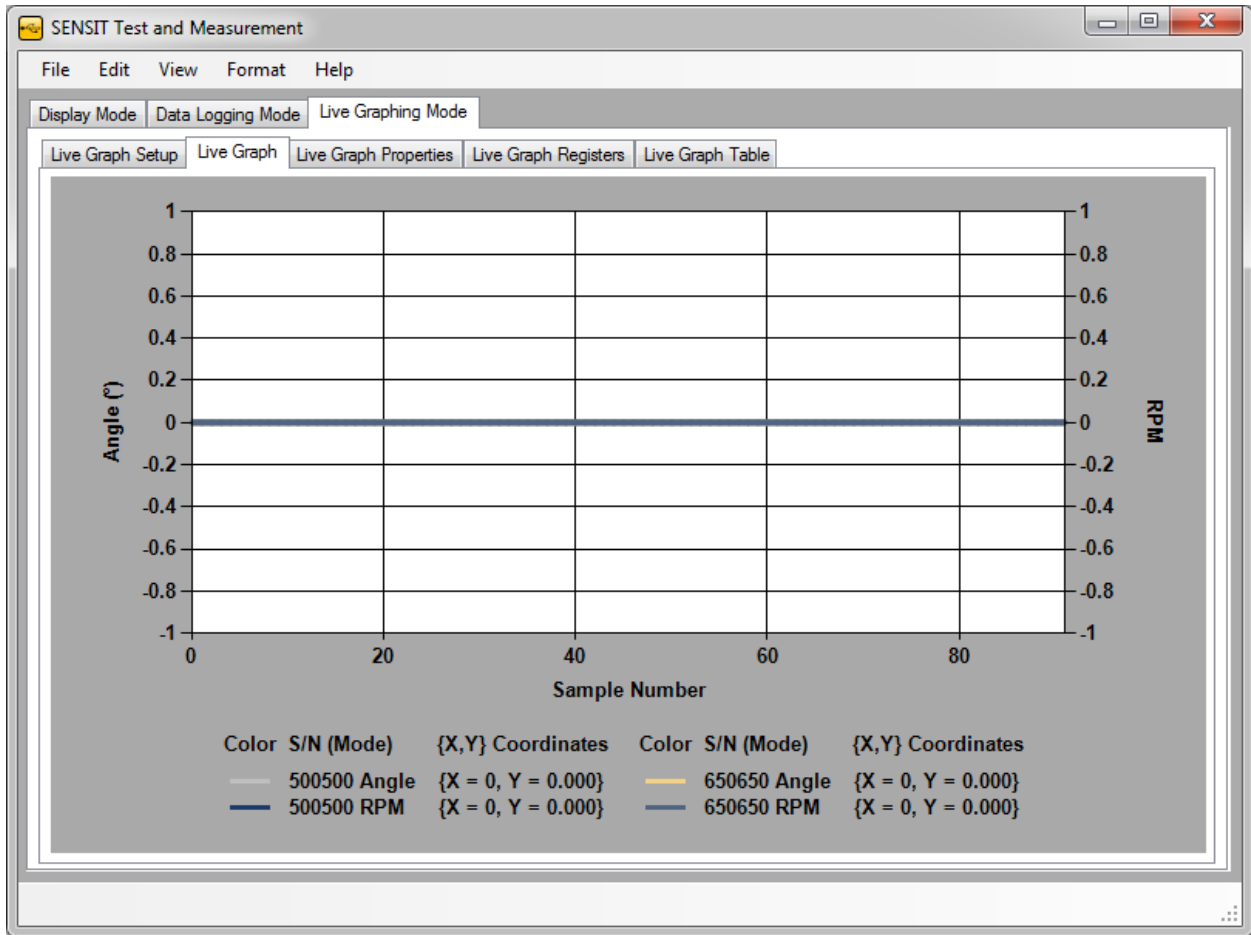 SENSIT Test and Measurement
File Edit View Format Help
Display Mode Data Logging Mode Live Graphing Mode
Live Graph Setup Live Graph Live Graph Properties Live Graph Registers Live Graph Table
1 1
0.8 0.8
0.6 0.6
0.4 0.4
0.2 0.2
0 0
-0.2 -0.2
-0.4 -0.4
-0.6 -0.6
-0.8 -0.8
-1 -1
Angle (°)
RPM
0 20 40 60 80
Sample Number
Color S/N (Mode) {X,Y} Coordinates Color S/N (Mode) {X,Y} Coordinates
500500 Angle {X = 0, Y = 0.000} 650650 Angle {X = 0, Y = 0.000}
500500 RPM {X = 0, Y = 0.000} 650650 RPM {X = 0, Y = 0.000}